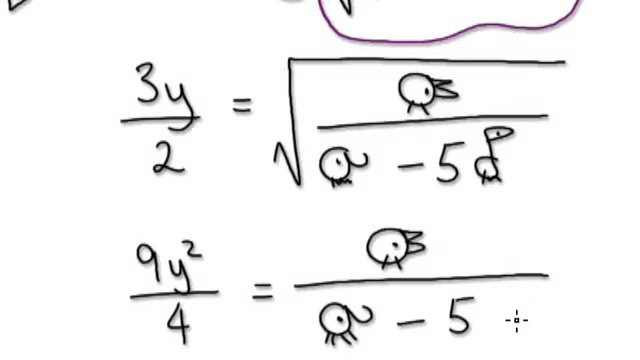 3y/2 = √( / − 5 )
9y²/4 = / − 5